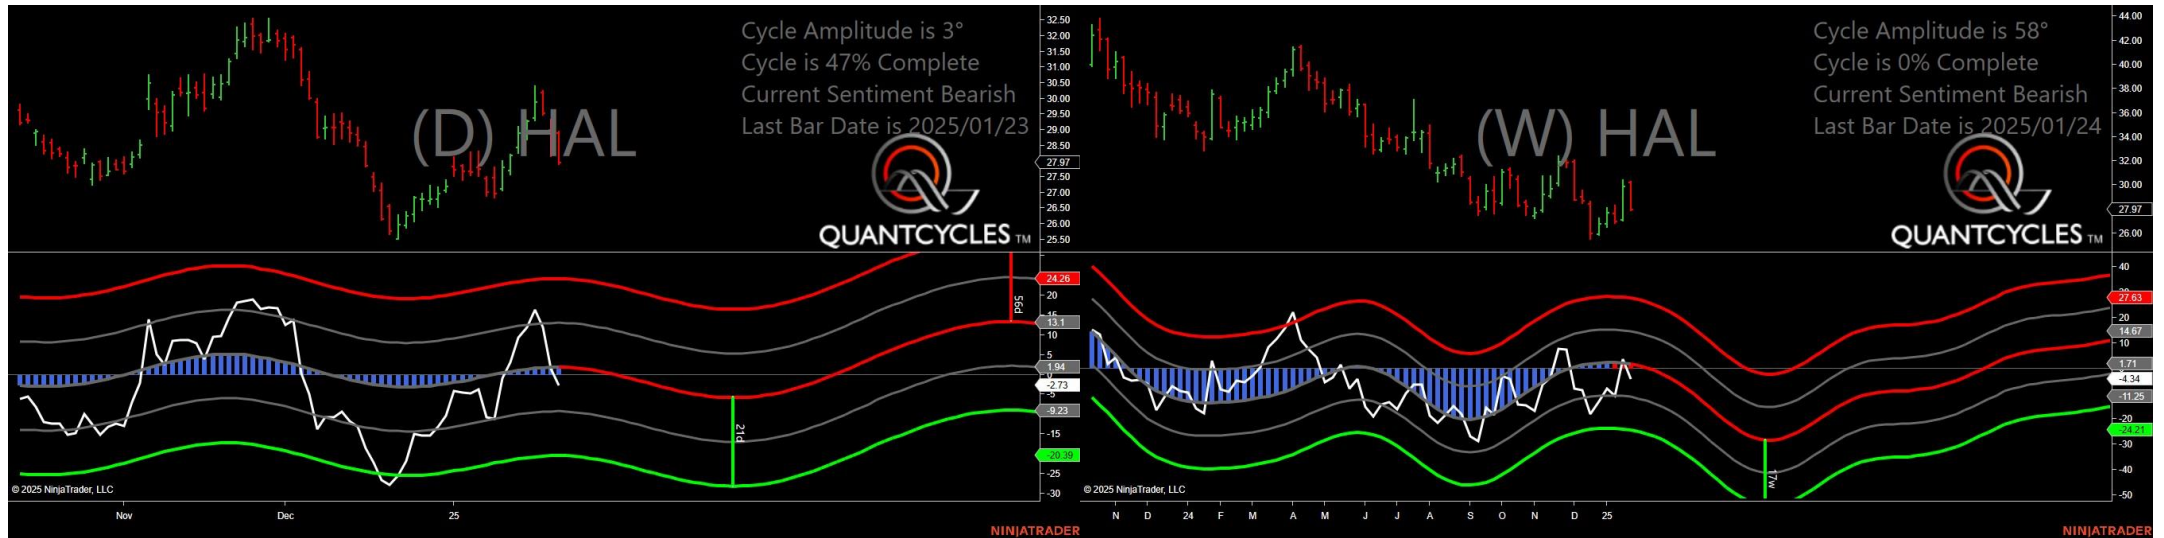 Cycle Amplitude is 3°
Cycle is 47% Complete
Current Sentiment Bearish
Last Bar Date is 2025/01/23
(D) HAL
QUANTCYCLES TM
32.50
32.00
31.50
31.00
30.50
30.00
29.50
29.00
28.50
27.97
27.50
27.00
26.50
26.00
25.50
24.26
20
15
13.1
10
5
1.94
0
-2.73
-5
-9.23
-15
-20.39
-25
-30
56d
21d
© 2025 NinjaTrader, LLC
Nov
Dec
25
NINJATRADER
Cycle Amplitude is 58°
Cycle is 0% Complete
Current Sentiment Bearish
Last Bar Date is 2025/01/24
(W) HAL
QUANTCYCLES TM
44.00
42.00
40.00
38.00
36.00
34.00
32.00
30.00
27.97
26.00
40
27.63
20
14.67
10
1.71
-4.34
-11.25
-20
-24.21
-30
-40
-50
17w
© 2025 NinjaTrader, LLC
N
D
24
F
M
A
M
J
J
A
S
O
N
D
25
NINJATRADER